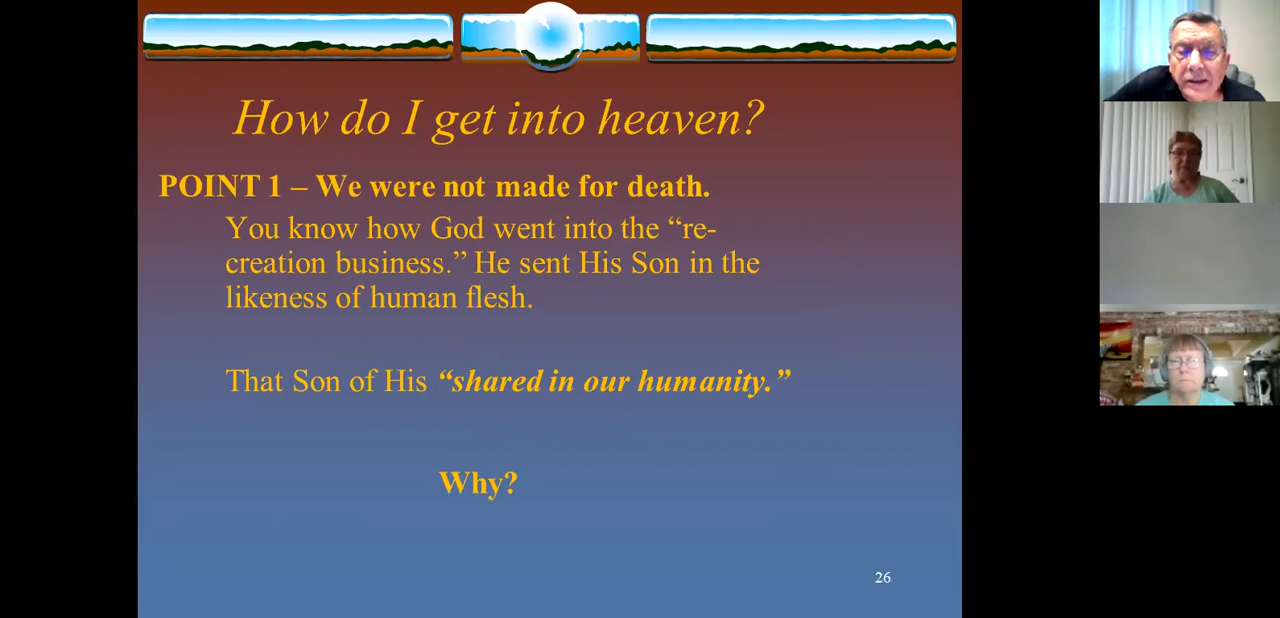 How do I get into heaven?
POINT 1 – We were not made for death.
You know how God went into the “re-
creation business.” He sent His Son in the
likeness of human flesh.
That Son of His “shared in our humanity.”
Why?
26